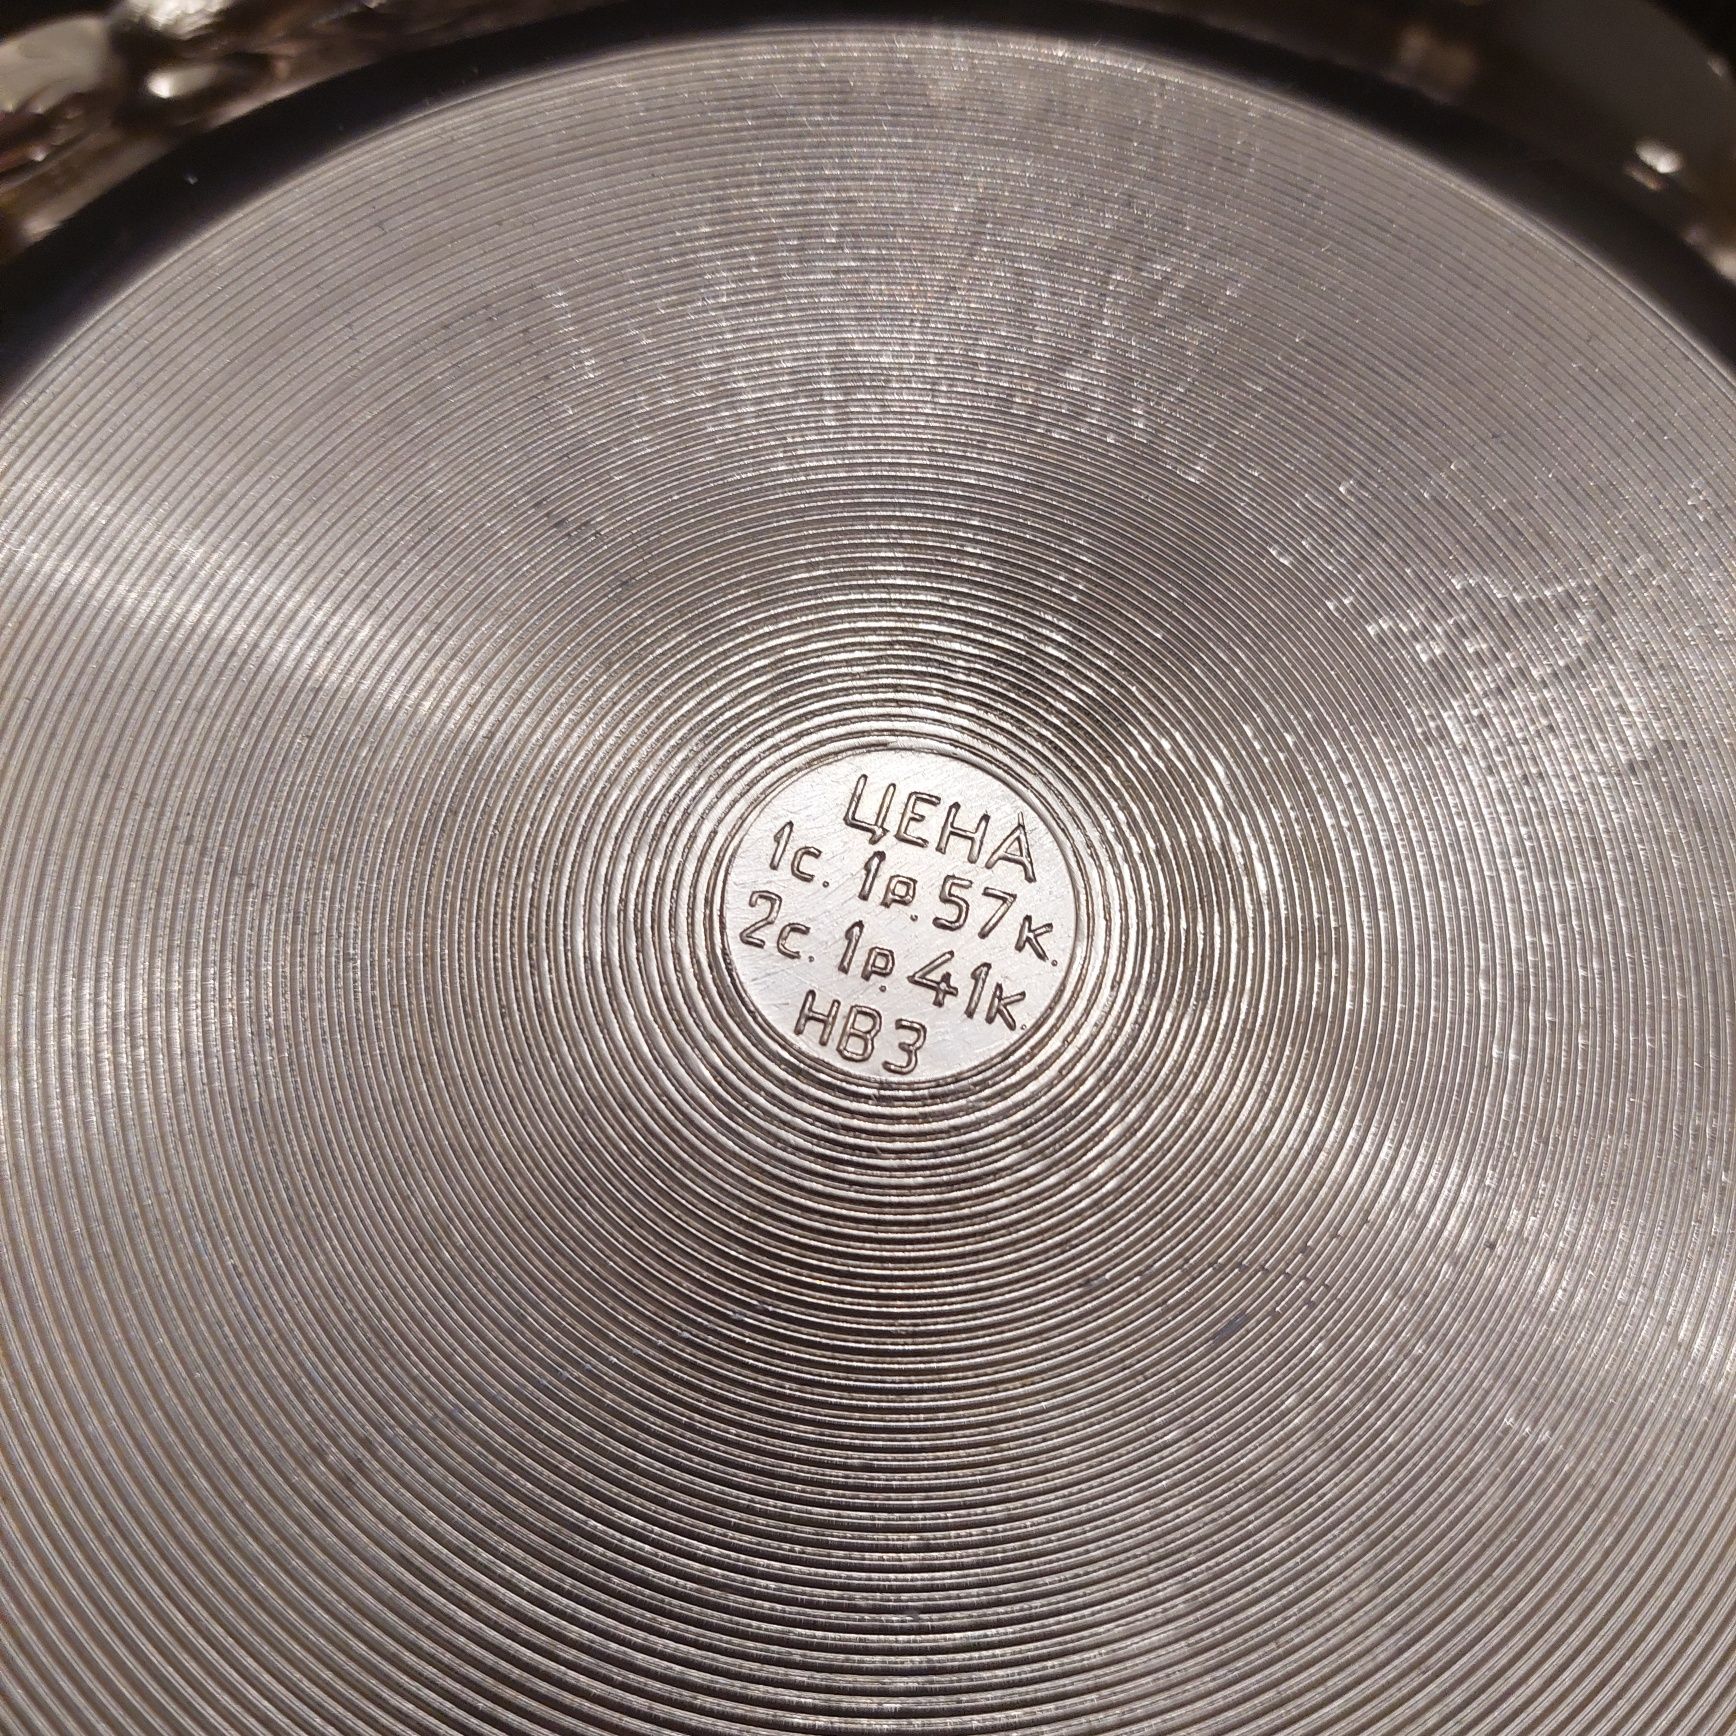 ЦЕНА
1с. 1р. 57к.
2с. 1р. 41к.
НВЗ